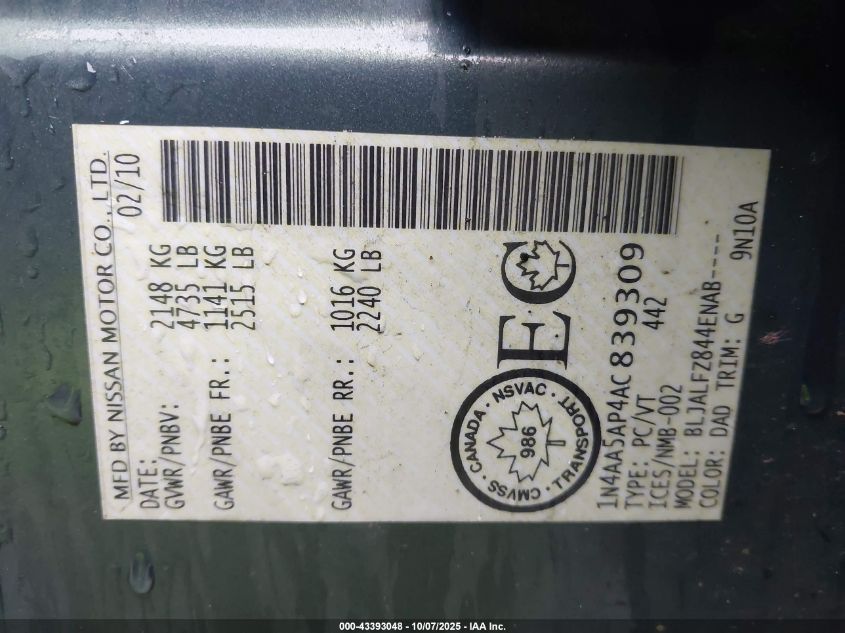 MFD BY NISSAN MOTOR CO., LTD.
DATE: 02/10
GVWR/PNBV: 2148 KG
4735 LB
GAWR/PNBE FR.: 1141 KG
2515 LB
GAWR/PNBE RR.: 1016 KG
2240 LB
CANADA · NSVAC · TRANSPORT · CMVSS ·
986
EC
1N4AA5AP4AC839309
TYPE: PC/VT 442
ICES/NMB-002
MODEL: BLJALFZ844ENAB----
COLOR: DAD TRIM: G 9N10A
000-43393048 - 10/07/2025 - IAA Inc.